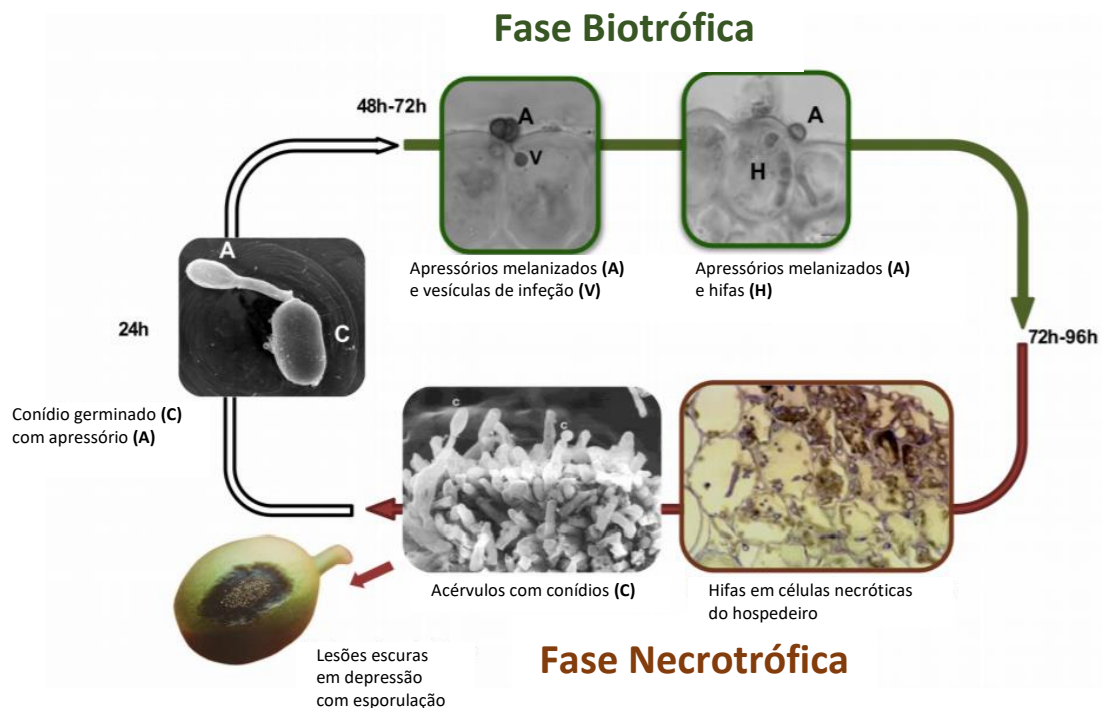 Fase Biotrófica
48h-72h
A
V
A
H
Apressórios melanizados (A)
e vesículas de infeção (V)
Apressórios melanizados (A)
e hifas (H)
A
C
24h
72h-96h
Conídio germinado (C)
com apressório (A)
c
c
Acérvulos com conídios (C)
Hifas em células necróticas
do hospedeiro
Fase Necrotrófica
Lesões escuras
em depressão
com esporulação